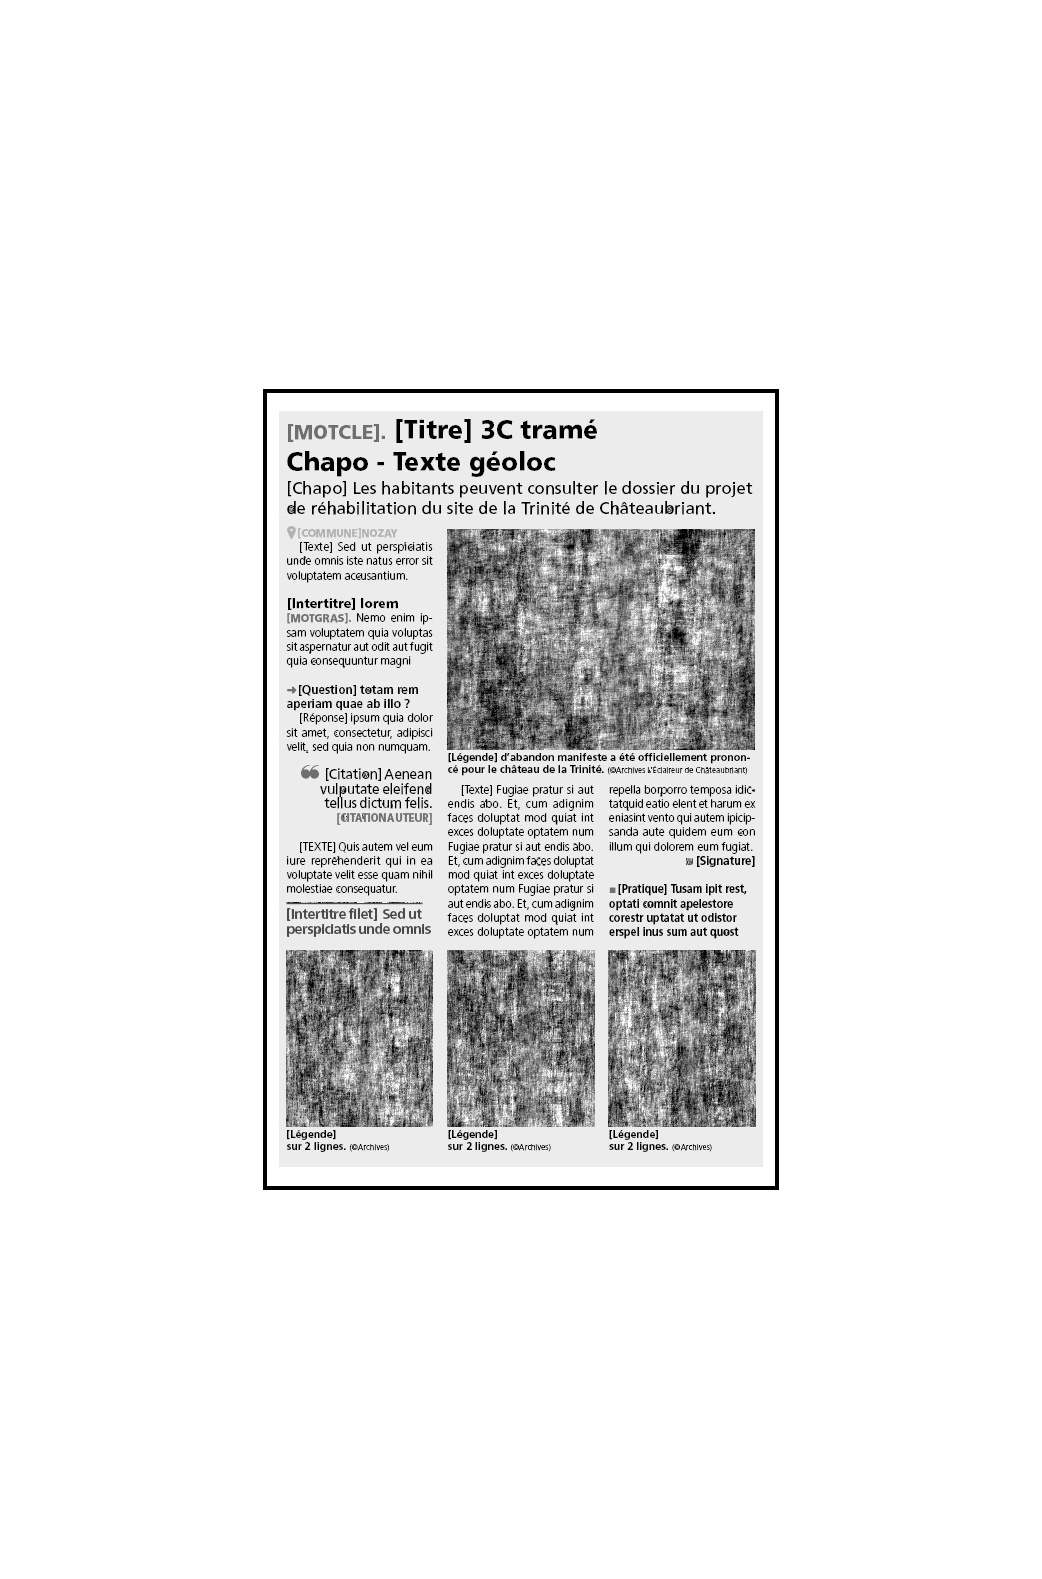 [MOTCLE]. [Titre] 3C tramé
Chapo - Texte géoloc
[Chapo] Les habitants peuvent consulter le dossier du projet
de réhabilitation du site de la Trinité de Châteaubriant.
[COMMUNE]NOZAY
[Texte] Sed ut perspiciatis
unde omnis iste natus error sit
voluptatem accusantium.
[Intertitre] lorem
[MOTGRAS]. Nemo enim ip-
sam voluptatem quia voluptas
sit aspernatur aut odit aut fugit
quia consequuntur magni
➜ [Question] totam rem
aperiam quae ab illo ?
[Réponse] ipsum quia dolor
sit amet, consectetur, adipisci
velit, sed quia non numquam.
❝ [Citation] Aenean
vulputate eleifend
tellus dictum felis.
[CITATIONAUTEUR]
[TEXTE] Quis autem vel eum
iure repréhenderit qui in ea
voluptate velit esse quam nihil
molestiae consequatur.
[Intertitre filet] Sed ut
perspiciatis unde omnis
[Légende] d'abandon manifeste a été officiellement pronon-
cé pour le château de la Trinité. (©Archives L'Éclaireur de Châteaubriant)
[Texte] Fugiae pratur si aut
endis abo. Et, cum adignim
faces doluptat mod quiat int
exces doluptate optatem num
Fugiae pratur si aut endis abo.
Et, cum adignim faces doluptat
mod quiat int exces doluptate
optatem num Fugiae pratur si
aut endis abo. Et, cum adignim
faces doluptat mod quiat int
exces doluptate optatem num
repella borporro temposa idic-
tatquid eatio elent et harum ex
eniasint vento qui autem ipicip-
sanda aute quidem eum con
illum qui dolorem eum fugiat.
[Signature]
■ [Pratique] Tusam ipit rest,
optati comnit apelestore
corestr uptatat ut odistor
erspel inus sum aut quost
[Légende]
sur 2 lignes. (©Archives)
[Légende]
sur 2 lignes. (©Archives)
[Légende]
sur 2 lignes. (©Archives)